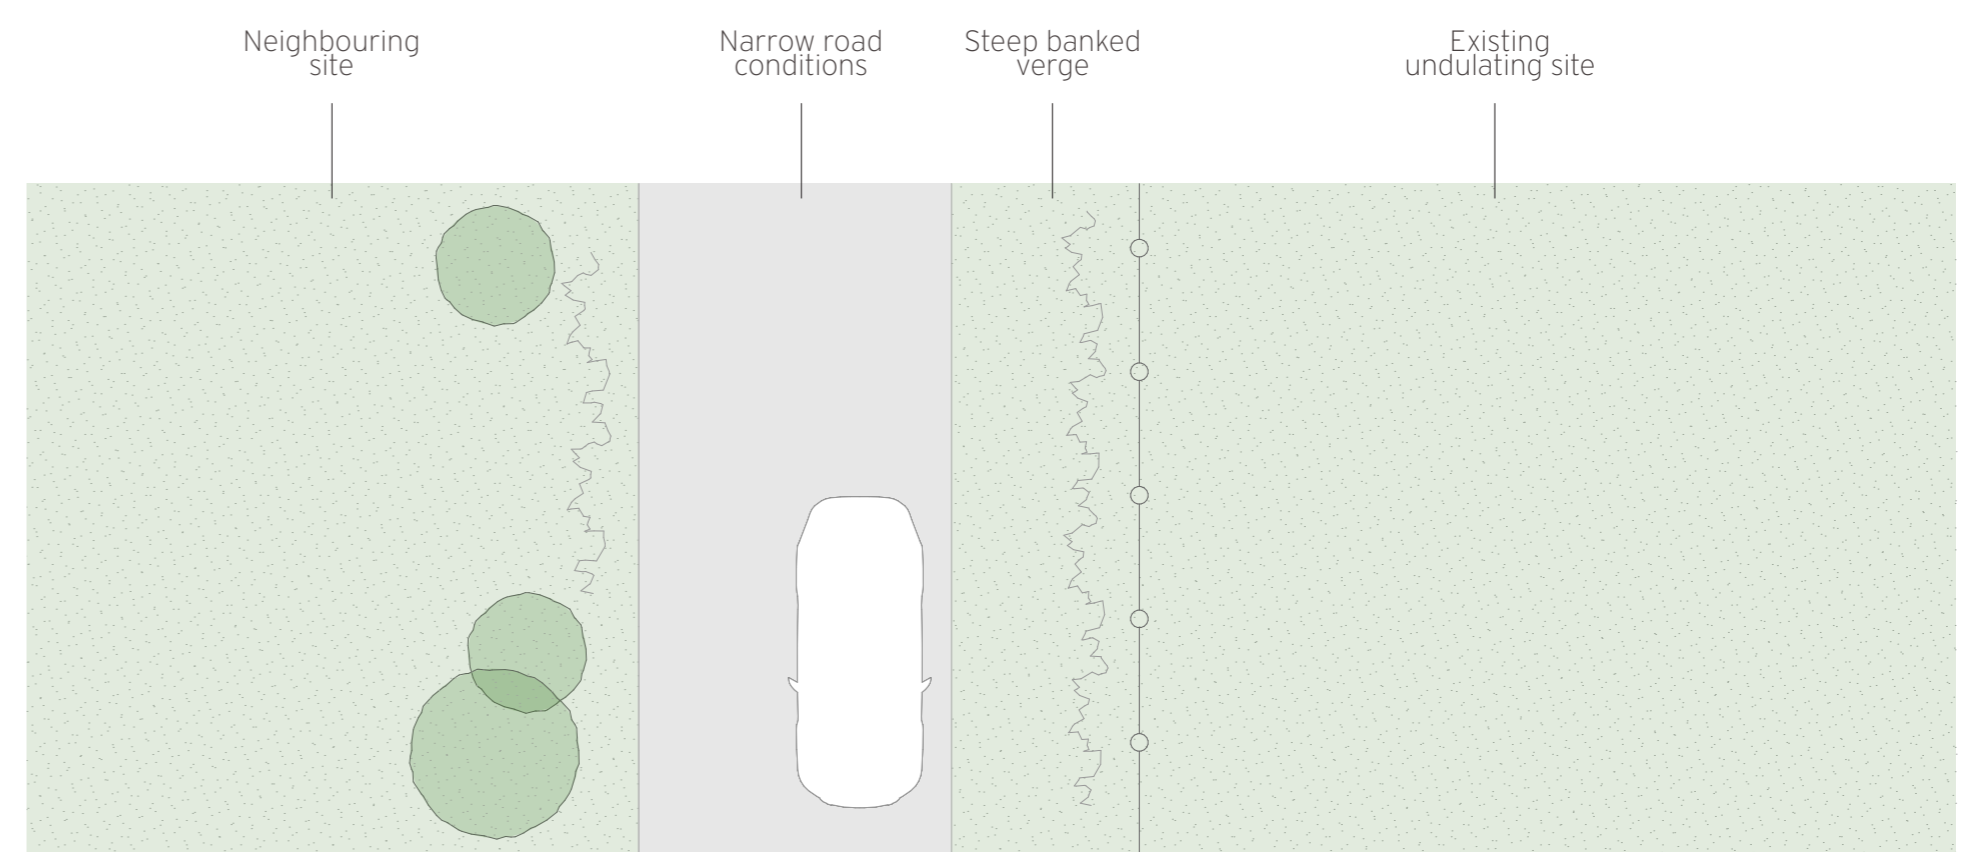 Neighbouring
site
Narrow road
conditions
Steep banked
verge
Existing
undulating site